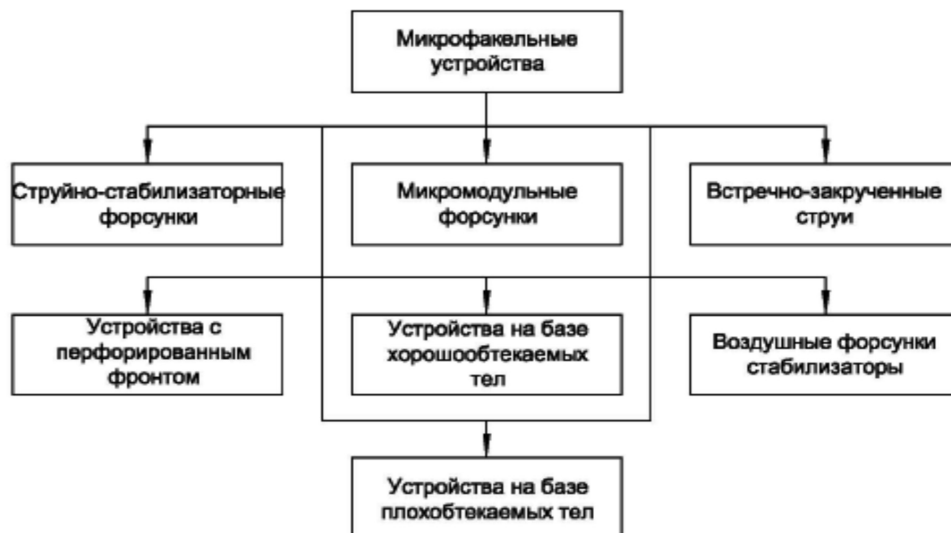 Микрофакельные
устройства
Струйно-стабилизаторные
форсунки
Микромодульные
форсунки
Встречно-закрученные
струи
Устройства с
перфорированным
фронтом
Устройства на базе
хорошообтекаемых
тел
Воздушные форсунки
стабилизаторы
Устройства на базе
плохобтекаемых тел